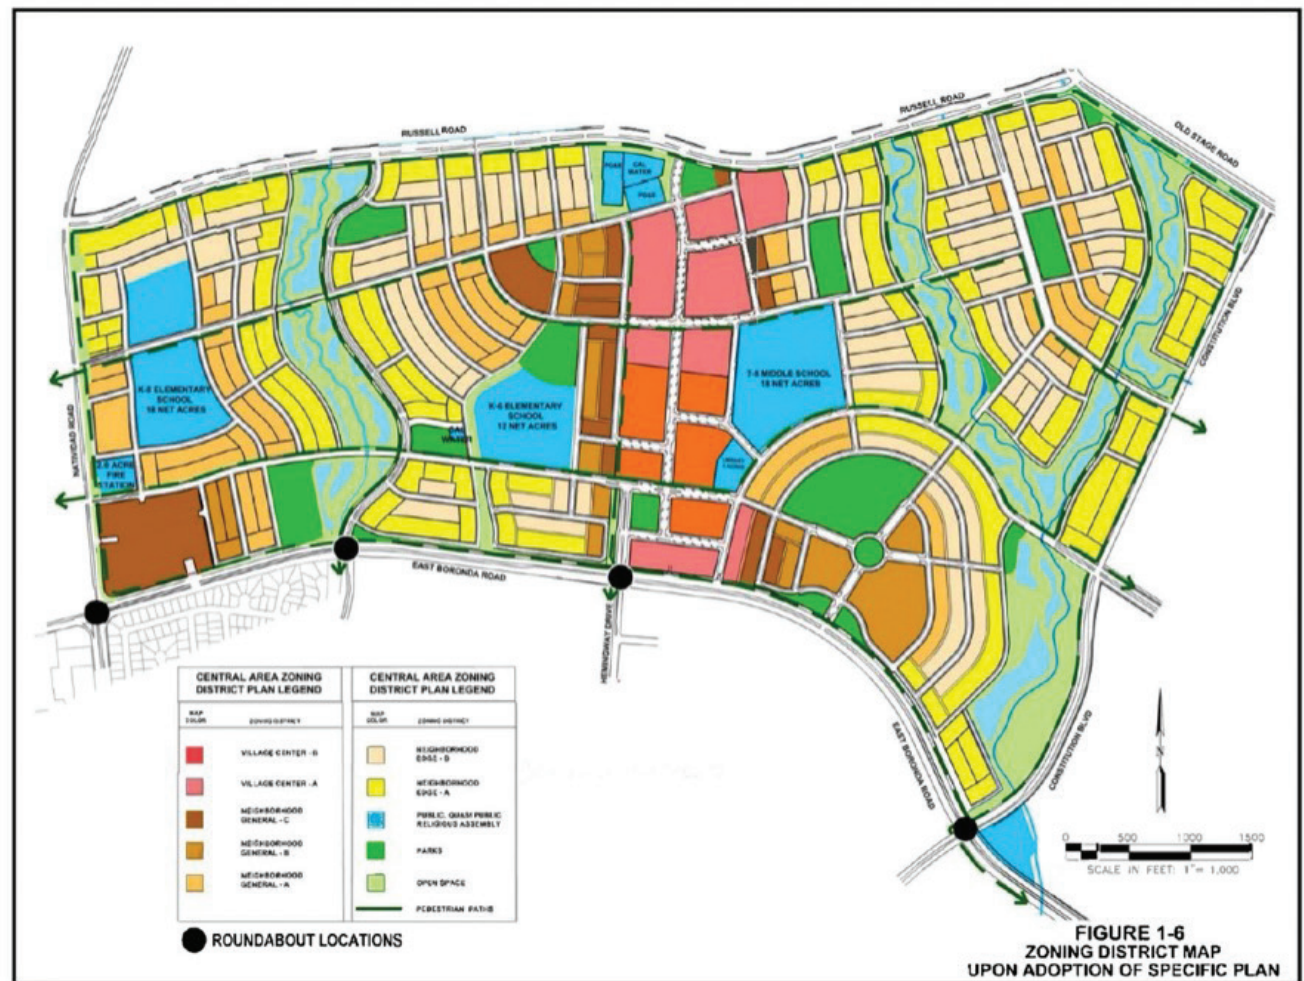 RUSSELL ROAD
RUSSELL ROAD
OLD STAGE ROAD
CAL
WATER
CONSTITUTION BLVD
K-8 ELEMENTARY
SCHOOL
18 NET ACRES
7-8 MIDDLE SCHOOL
18 NET ACRES
K-6 ELEMENTARY
SCHOOL
12 NET ACRES
CAL
WATER
NATIVIDAD ROAD
FIRE
STATION
EAST BORONDA ROAD
HEMINGWAY DRIVE
EAST BORONDA ROAD
CONSTITUTION BLVD
CENTRAL AREA ZONING
DISTRICT PLAN LEGEND
MAP
COLOR
ZONING DISTRICT
VILLAGE CENTER - B
VILLAGE CENTER - A
NEIGHBORHOOD
GENERAL - C
NEIGHBORHOOD
GENERAL - B
NEIGHBORHOOD
GENERAL - A
CENTRAL AREA ZONING
DISTRICT PLAN LEGEND
MAP
COLOR
ZONING DISTRICT
NEIGHBORHOOD
EDGE - B
NEIGHBORHOOD
EDGE - A
PUBLIC, QUASI PUBLIC
RELIGIOUS ASSEMBLY
PARKS
OPEN SPACE
PEDESTRIAN PATHS
ROUNDABOUT LOCATIONS
N
0 500 1000 1500
SCALE IN FEET: 1"= 1,000
FIGURE 1-6
ZONING DISTRICT MAP
UPON ADOPTION OF SPECIFIC PLAN